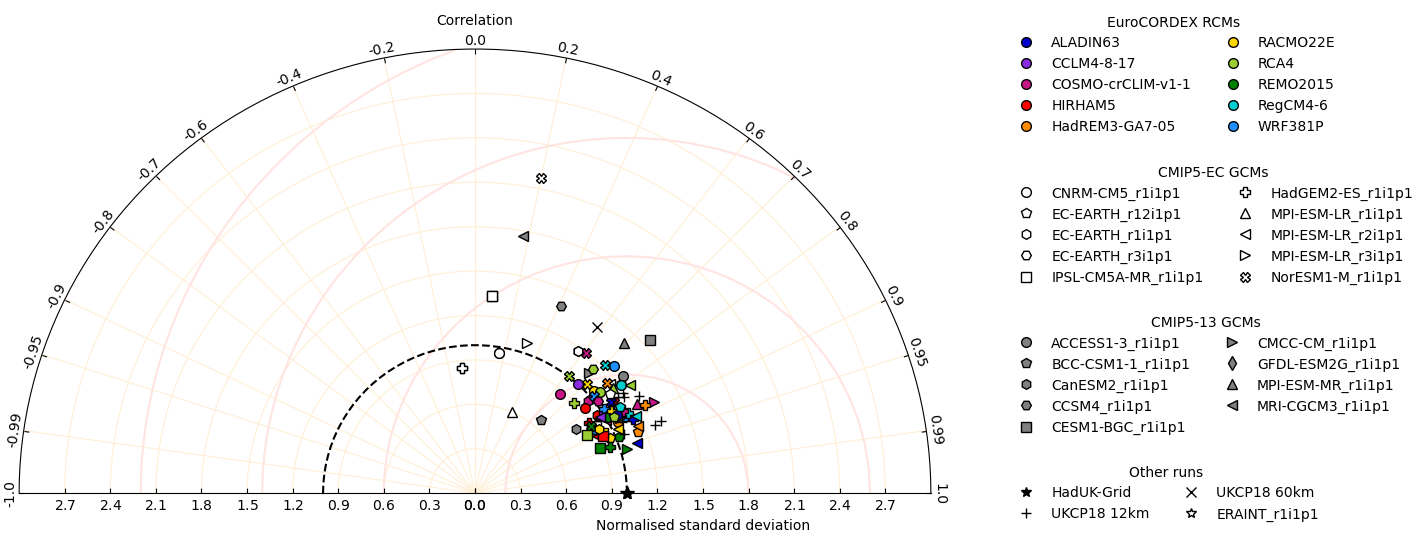 Correlation
-1.0
-0.99
-0.95
-0.9
-0.8
-0.7
-0.6
-0.4
-0.2
0.0
0.2
0.4
0.6
0.7
0.8
0.9
0.95
0.99
1.0
2.7 2.4 2.1 1.8 1.5 1.2 0.9 0.6 0.3 0.0 0.3 0.6 0.9 1.2 1.5 1.8 2.1 2.4 2.7
Normalised standard deviation
EuroCORDEX RCMs
ALADIN63 RACMO22E
CCLM4-8-17 RCA4
COSMO-crCLIM-v1-1 REMO2015
HIRHAM5 RegCM4-6
HadREM3-GA7-05 WRF381P
CMIP5-EC GCMs
CNRM-CM5_r1i1p1 HadGEM2-ES_r1i1p1
EC-EARTH_r12i1p1 MPI-ESM-LR_r1i1p1
EC-EARTH_r1i1p1 MPI-ESM-LR_r2i1p1
EC-EARTH_r3i1p1 MPI-ESM-LR_r3i1p1
IPSL-CM5A-MR_r1i1p1 NorESM1-M_r1i1p1
CMIP5-13 GCMs
ACCESS1-3_r1i1p1 CMCC-CM_r1i1p1
BCC-CSM1-1_r1i1p1 GFDL-ESM2G_r1i1p1
CanESM2_r1i1p1 MPI-ESM-MR_r1i1p1
CCSM4_r1i1p1 MRI-CGCM3_r1i1p1
CESM1-BGC_r1i1p1
Other runs
HadUK-Grid UKCP18 60km
UKCP18 12km ERAINT_r1i1p1